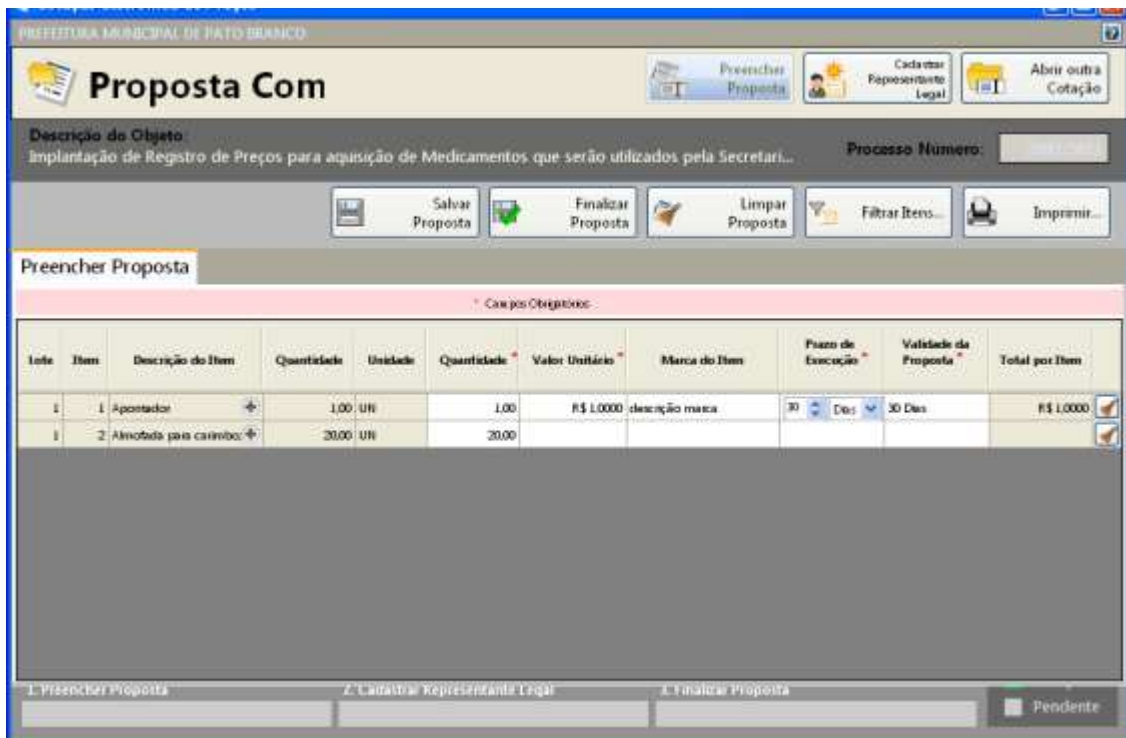 PREFEITURA MUNICIPAL DE PATO BRANCO
Proposta Com
Preencher
Proposta
Cadastrar
Representante
Legal
Abrir outra
Cotação
Descrição do Objeto:
Implantação de Registro de Preços para aquisição de Medicamentos que serão utilizados pela Secretari...
Processo Número:
Salvar
Proposta
Finalizar
Proposta
Limpar
Proposta
Filtrar Itens...
Imprimir...
Preencher Proposta
* Campos Obrigatórios
Lote Item Descrição do Item Quantidade Unidade Quantidade * Valor Unitário * Marca do Item Prazo de Execução * Validade da Proposta * Total por Item
1 1 Apontador + 1,00 UN 1,00 R$ 1,0000 descrição marca 30 Dias 30 Dias R$ 1,0000
1 2 Almofada para carimbo: + 20,00 UN 20,00
1. Preencher Proposta 2. Cadastrar Representante Legal 3. Finalizar Proposta
Pendente